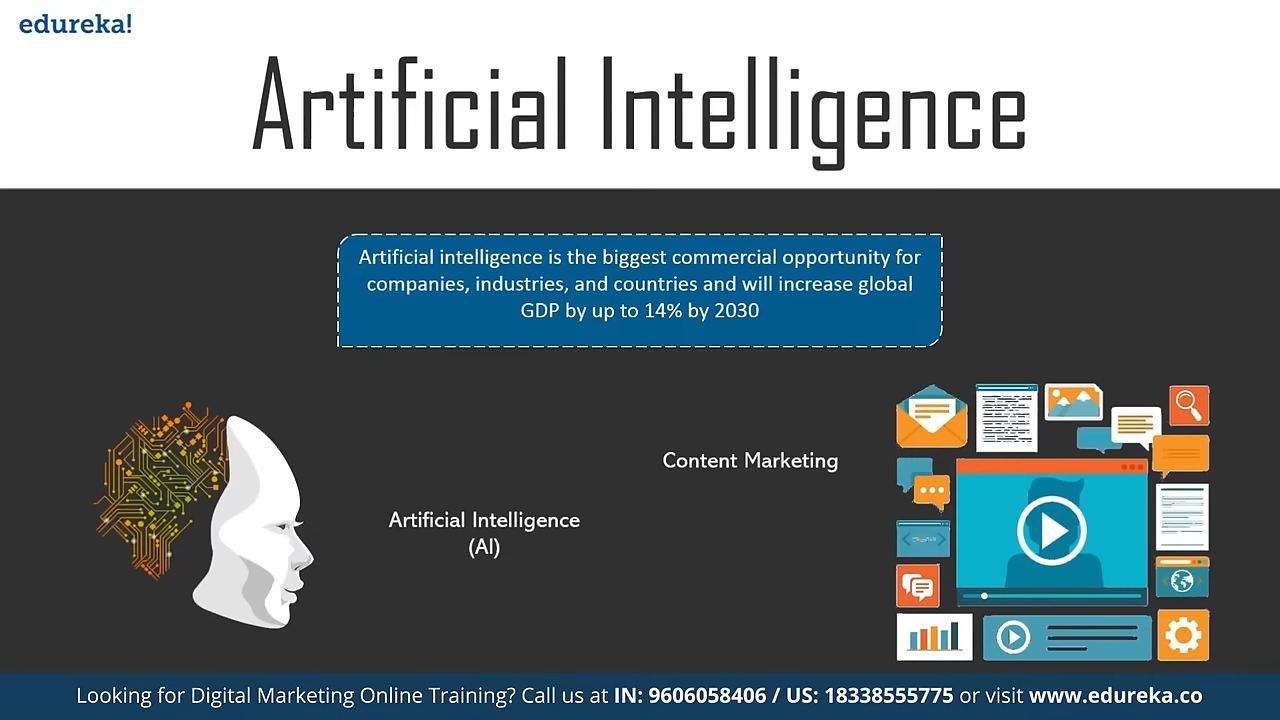 edureka!
Artificial Intelligence
Artificial intelligence is the biggest commercial opportunity for
companies, industries, and countries and will increase global
GDP by up to 14% by 2030
Content Marketing
Artificial Intelligence
(AI)
Looking for Digital Marketing Online Training? Call us at IN: 9606058406 / US: 18338555775 or visit www.edureka.co